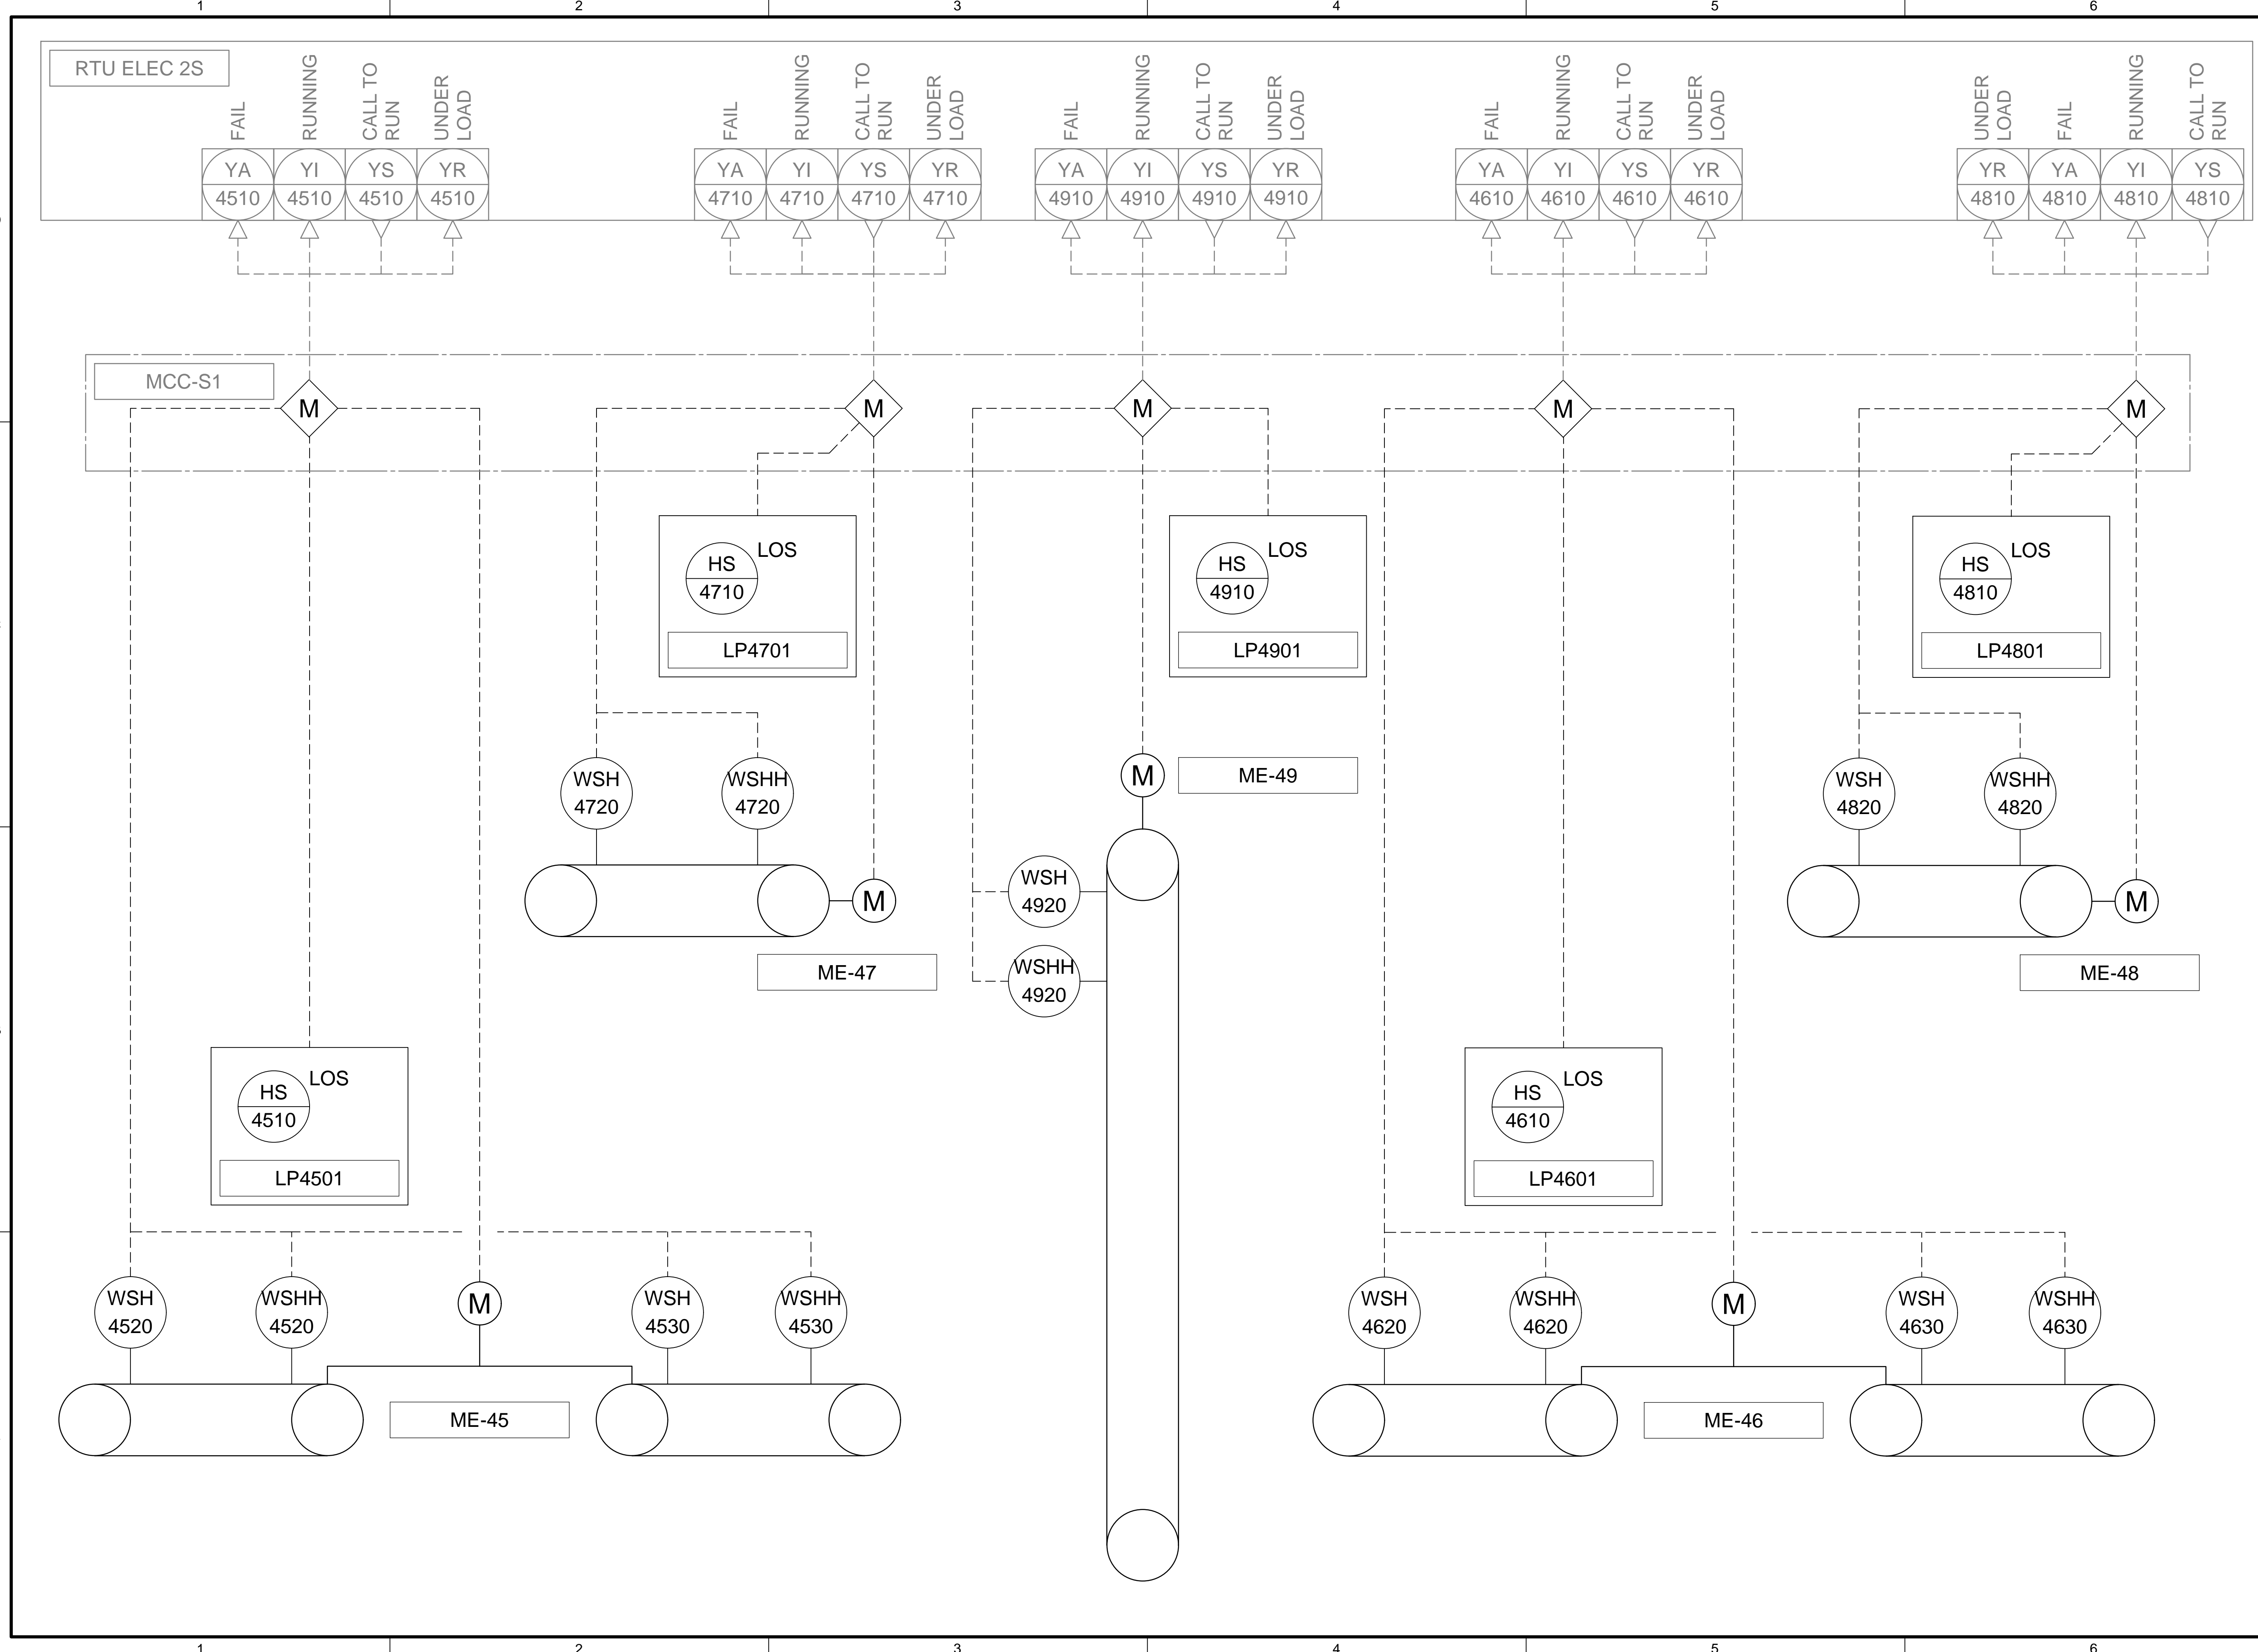 1 2 3 4 5 6
RTU ELEC 2S
FAIL
RUNNING
CALL TO
RUN
UNDER
LOAD
FAIL
RUNNING
CALL TO
RUN
UNDER
LOAD
FAIL
RUNNING
CALL TO
RUN
UNDER
LOAD
FAIL
RUNNING
CALL TO
RUN
UNDER
LOAD
UNDER
LOAD
FAIL
RUNNING
CALL TO
RUN
YA YI YS YR YA YI YS YR YA YI YS YR YA YI YS YR YR YA YI YS
4510 4510 4510 4510 4710 4710 4710 4710 4910 4910 4910 4910 4610 4610 4610 4610 4810 4810 4810 4810
MCC-S1
M M M M M
LOS LOS LOS
HS HS HS
4710 4910 4810
LP4701 LP4901 LP4801
M ME-49
WSH WSHH WSH WSHH
4720 4720 4820 4820
WSH
4920
M M
WSHH
4920
ME-47 ME-48
LOS LOS
HS HS
4510 4610
LP4501 LP4601
WSH WSHH M WSH WSHH WSH WSHH M WSH WSHH
4520 4520 4530 4530 4620 4620 4630 4630
ME-45 ME-46
1 2 3 4 5 6